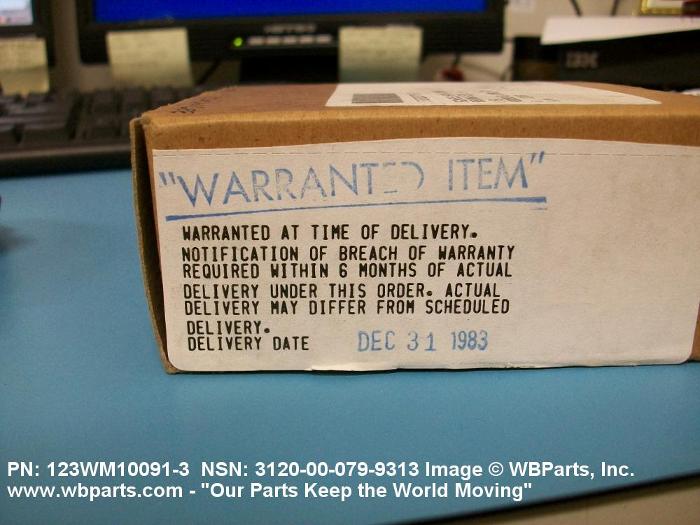 IBM
"WARRANTED ITEM"
WARRANTED AT TIME OF DELIVERY.
NOTIFICATION OF BREACH OF WARRANTY
REQUIRED WITHIN 6 MONTHS OF ACTUAL
DELIVERY UNDER THIS ORDER. ACTUAL
DELIVERY MAY DIFFER FROM SCHEDULED
DELIVERY.
DELIVERY DATE DEC 31 1983
PN: 123WM10091-3 NSN: 3120-00-079-9313 Image © WBParts, Inc.
www.wbparts.com - "Our Parts Keep the World Moving"